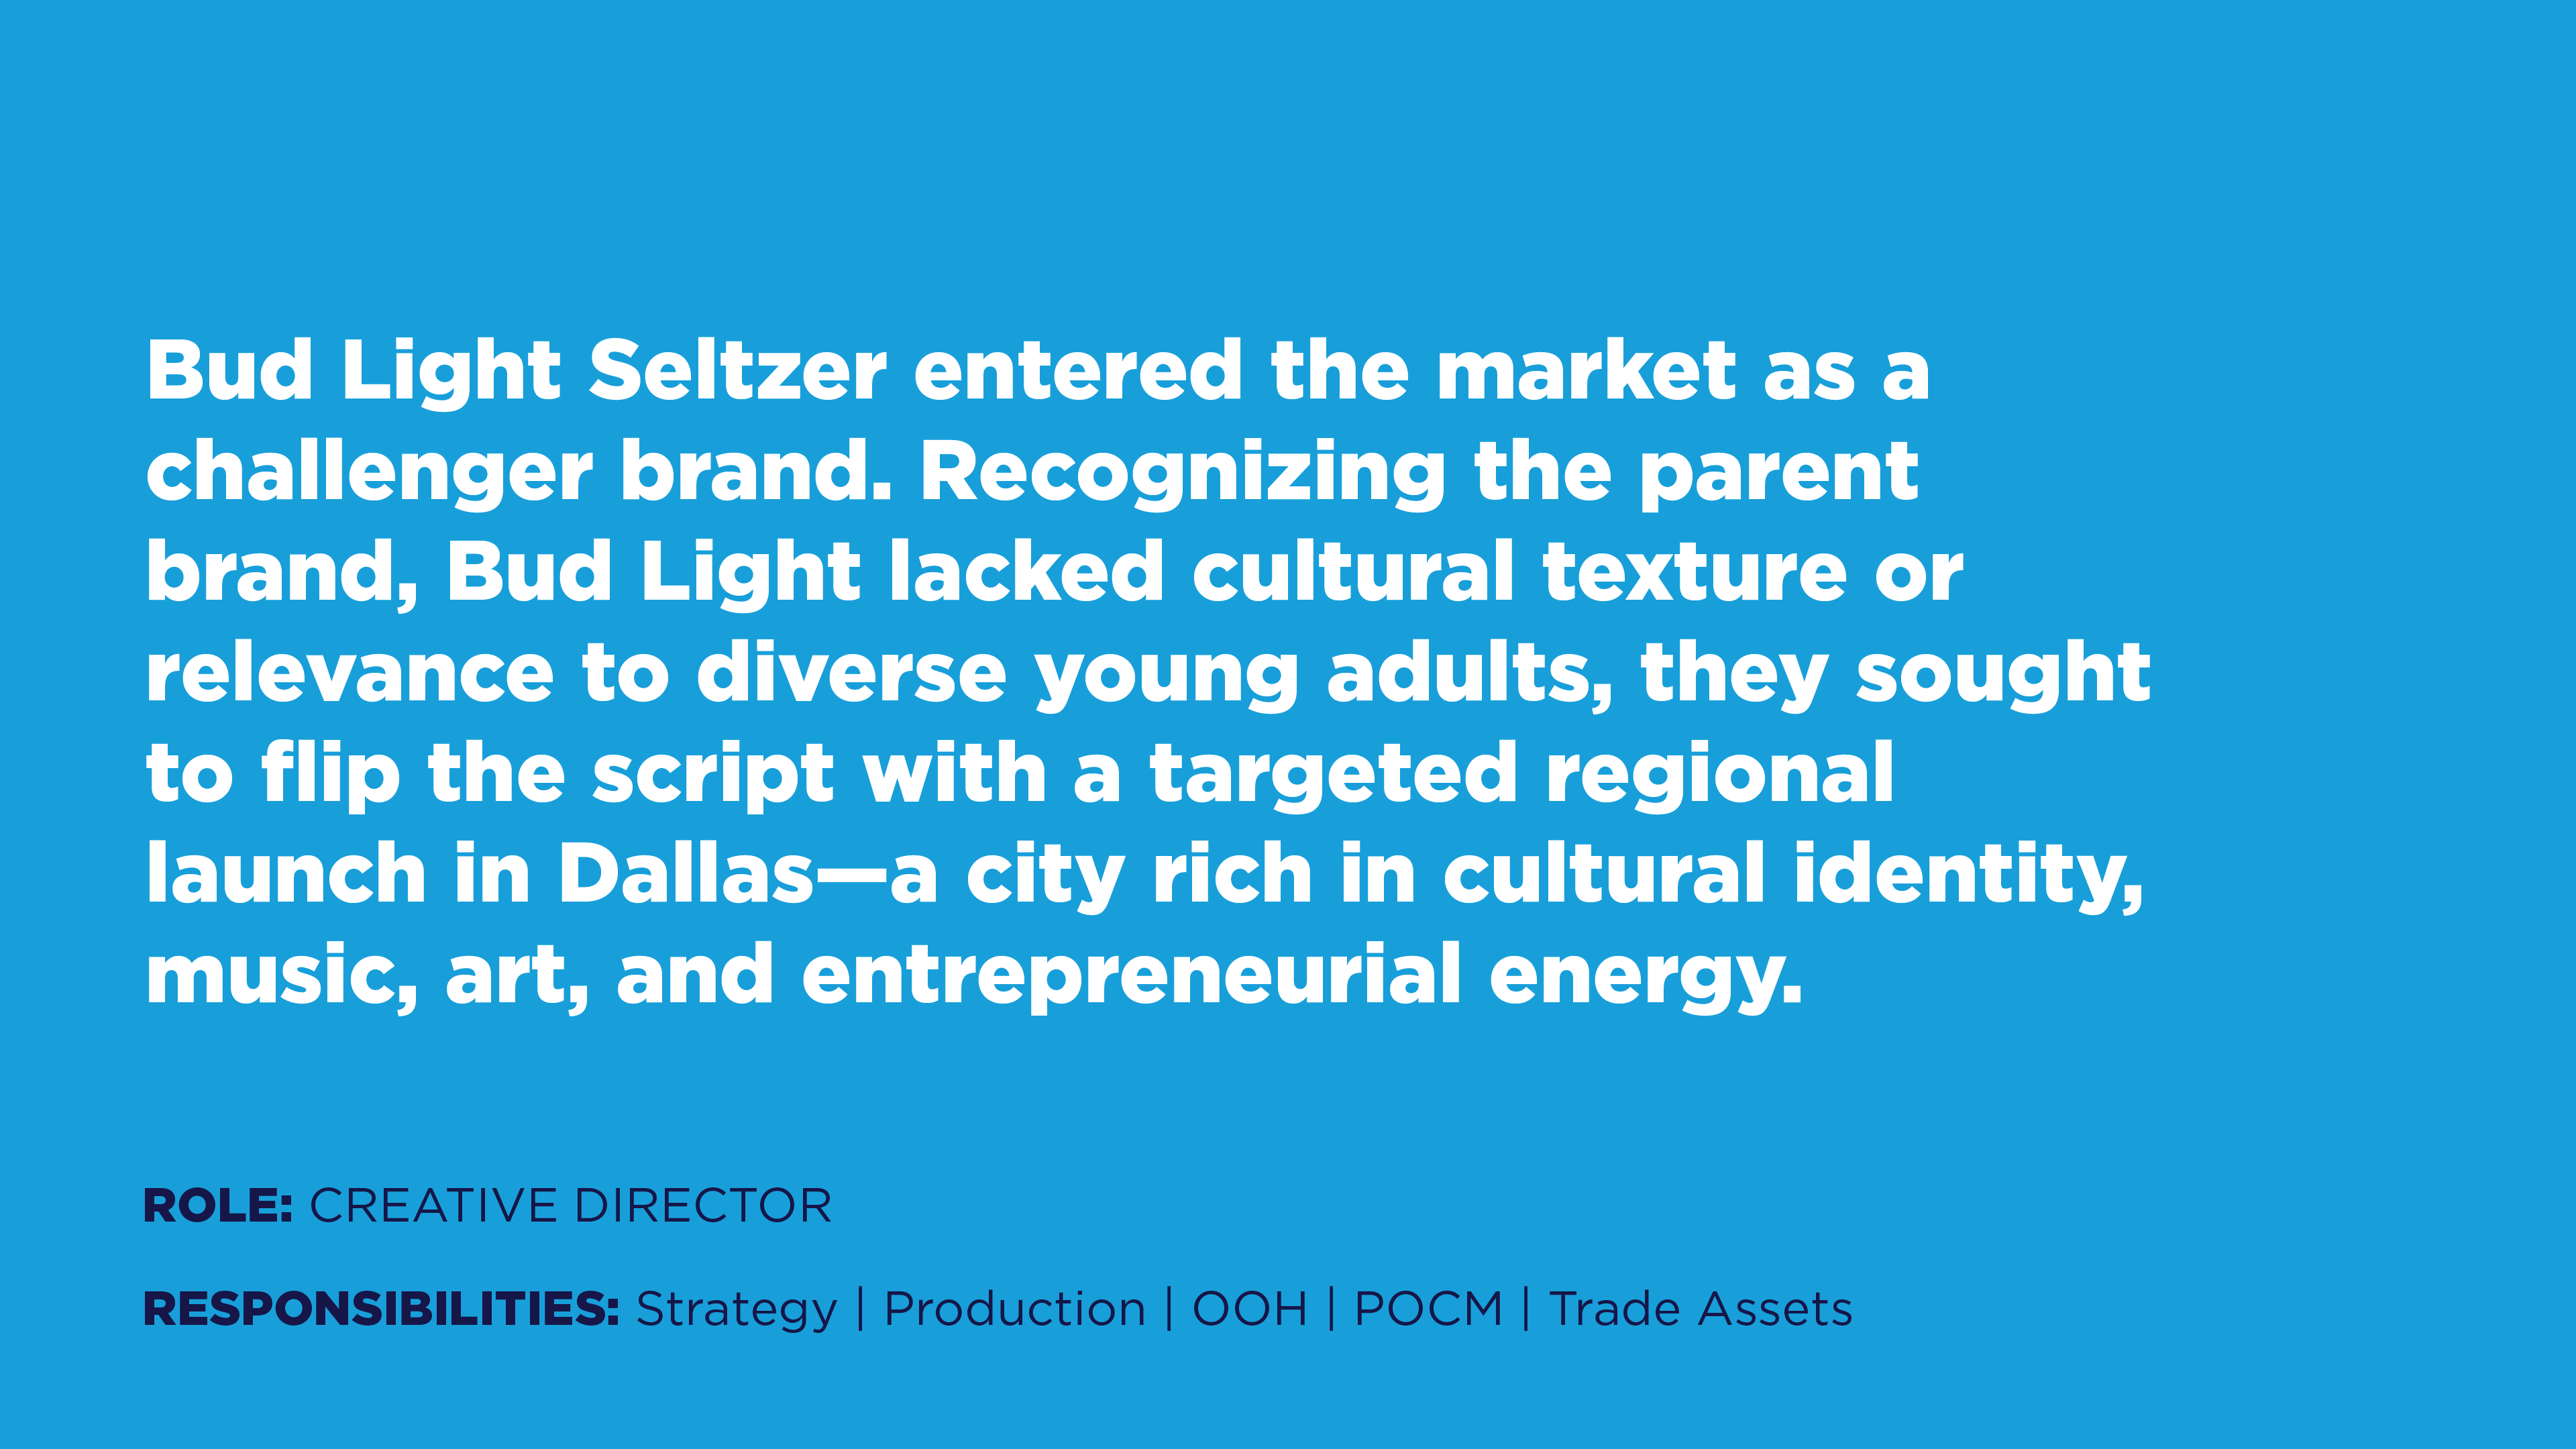 Bud Light Seltzer entered the market as a
challenger brand. Recognizing the parent
brand, Bud Light lacked cultural texture or
relevance to diverse young adults, they sought
to flip the script with a targeted regional
launch in Dallas—a city rich in cultural identity,
music, art, and entrepreneurial energy.
ROLE: CREATIVE DIRECTOR
RESPONSIBILITIES: Strategy | Production | OOH | POCM | Trade Assets